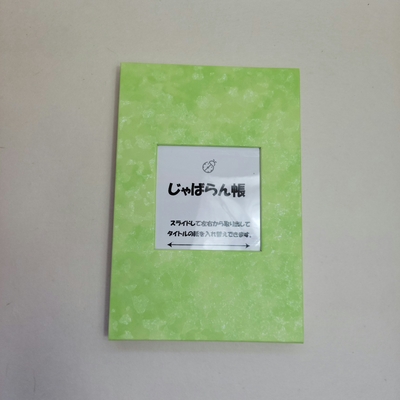 じゃばらん帳
スライドして左右から取り出して
タイトルの紙を入れ替えできます。